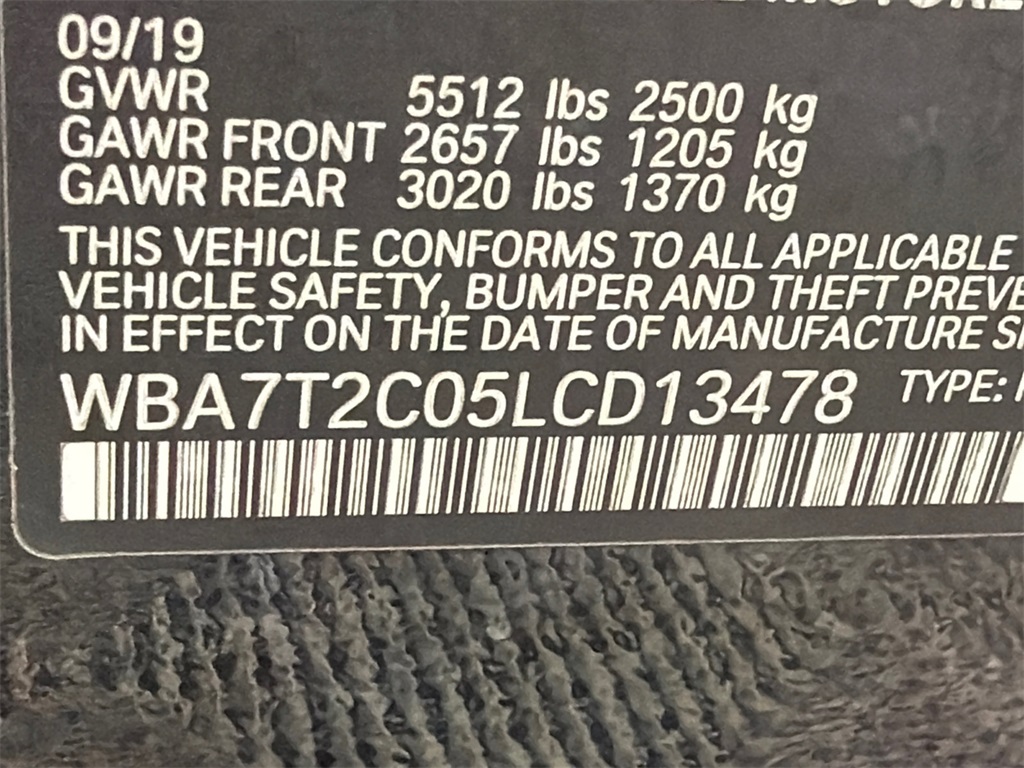 09/19
GVWR 5512 lbs 2500 kg
GAWR FRONT 2657 lbs 1205 kg
GAWR REAR 3020 lbs 1370 kg
THIS VEHICLE CONFORMS TO ALL APPLICABLE
VEHICLE SAFETY, BUMPER AND THEFT PREVE
IN EFFECT ON THE DATE OF MANUFACTURE
WBA7T2C05LCD13478 TYPE: